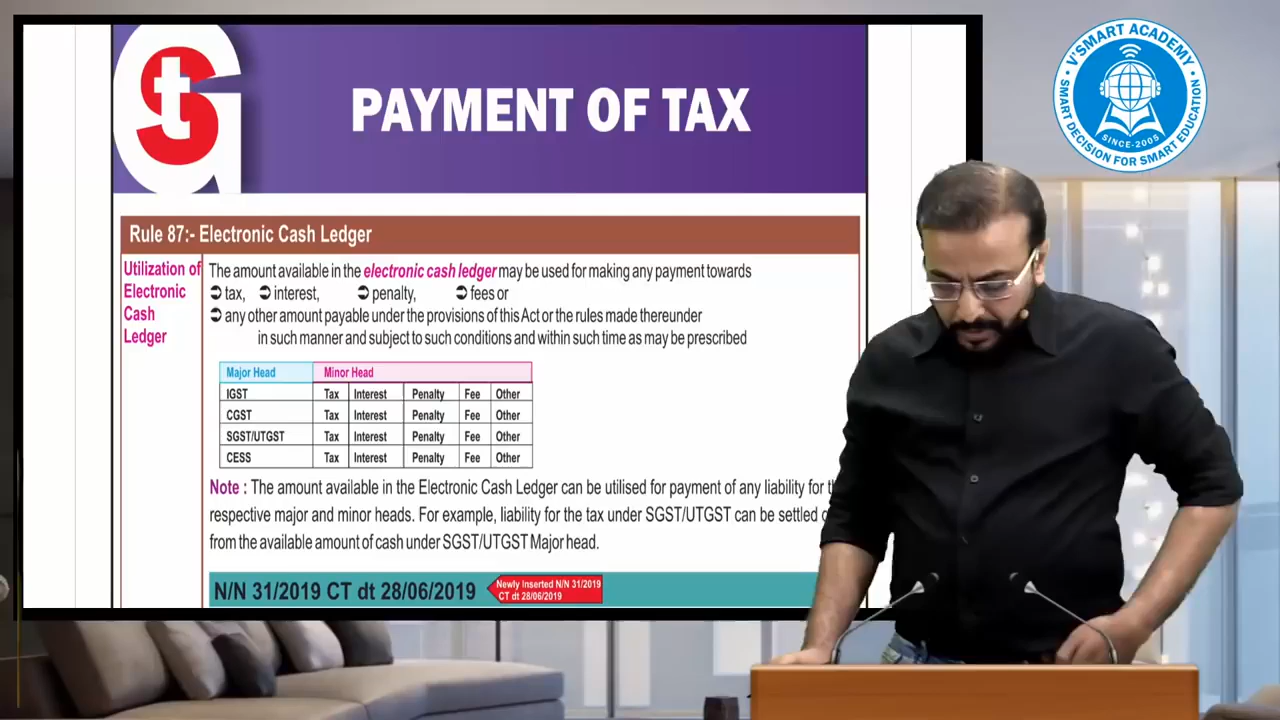 GSt
PAYMENT OF TAX
V'SMART ACADEMY
SMART DECISION FOR SMART EDUCATION
SINCE-2005
Rule 87:- Electronic Cash Ledger
Utilization of
Electronic
Cash
Ledger
The amount available in the electronic cash ledger may be used for making any payment towards
➲ tax, ➲ interest, ➲ penalty, ➲ fees or
➲ any other amount payable under the provisions of this Act or the rules made thereunder
in such manner and subject to such conditions and within such time as may be prescribed
Major Head Minor Head
IGST Tax Interest Penalty Fee Other
CGST Tax Interest Penalty Fee Other
SGST/UTGST Tax Interest Penalty Fee Other
CESS Tax Interest Penalty Fee Other
Note : The amount available in the Electronic Cash Ledger can be utilised for payment of any liability for
respective major and minor heads. For example, liability for the tax under SGST/UTGST can be settled
from the available amount of cash under SGST/UTGST Major head.
N/N 31/2019 CT dt 28/06/2019
Newly Inserted N/N 31/2019
CT dt 28/06/2019